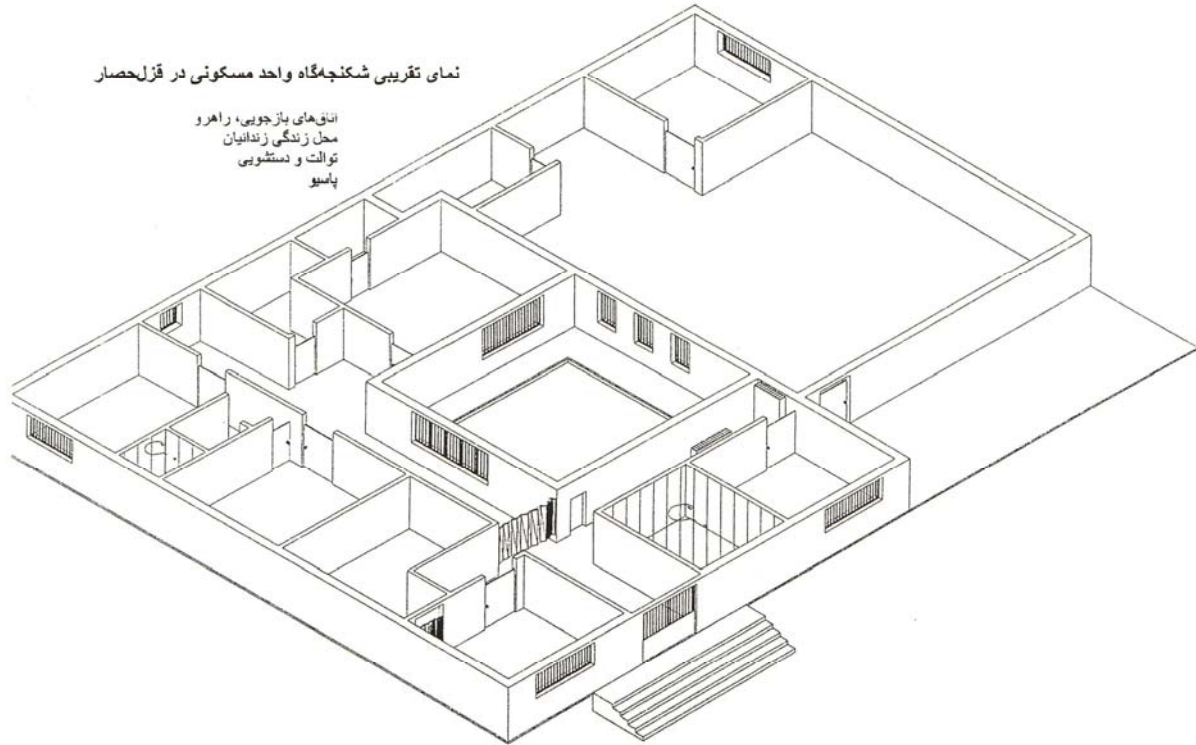 نمای تقریبی شکنجه‌گاه واحد مسکونی در قزل‌حصار
اتاق‌های بازجویی، راهرو
محل زندگی زندانیان
توالت و دستشویی
پاسیو